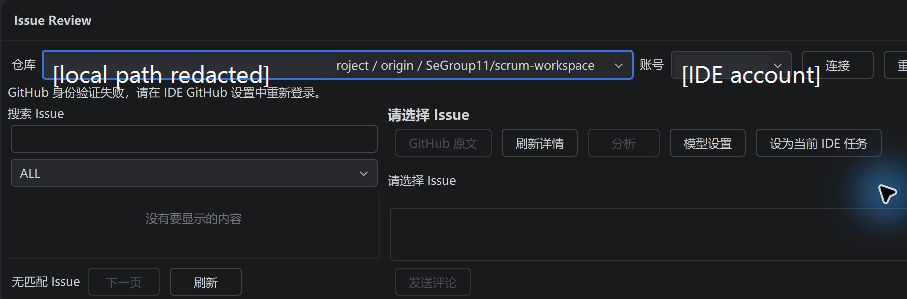 Issue Review
仓库 [local path redacted] roject / origin / SeGroup11/scrum-workspace 账号 [IDE account] 连接 重
GitHub 身份验证失败，请在 IDE GitHub 设置中重新登录。
搜索 Issue
ALL
没有要显示的内容
无匹配 Issue 下一页 刷新
请选择 Issue
GitHub 原文 刷新详情 分析 模型设置 设为当前 IDE 任务
请选择 Issue
发送评论